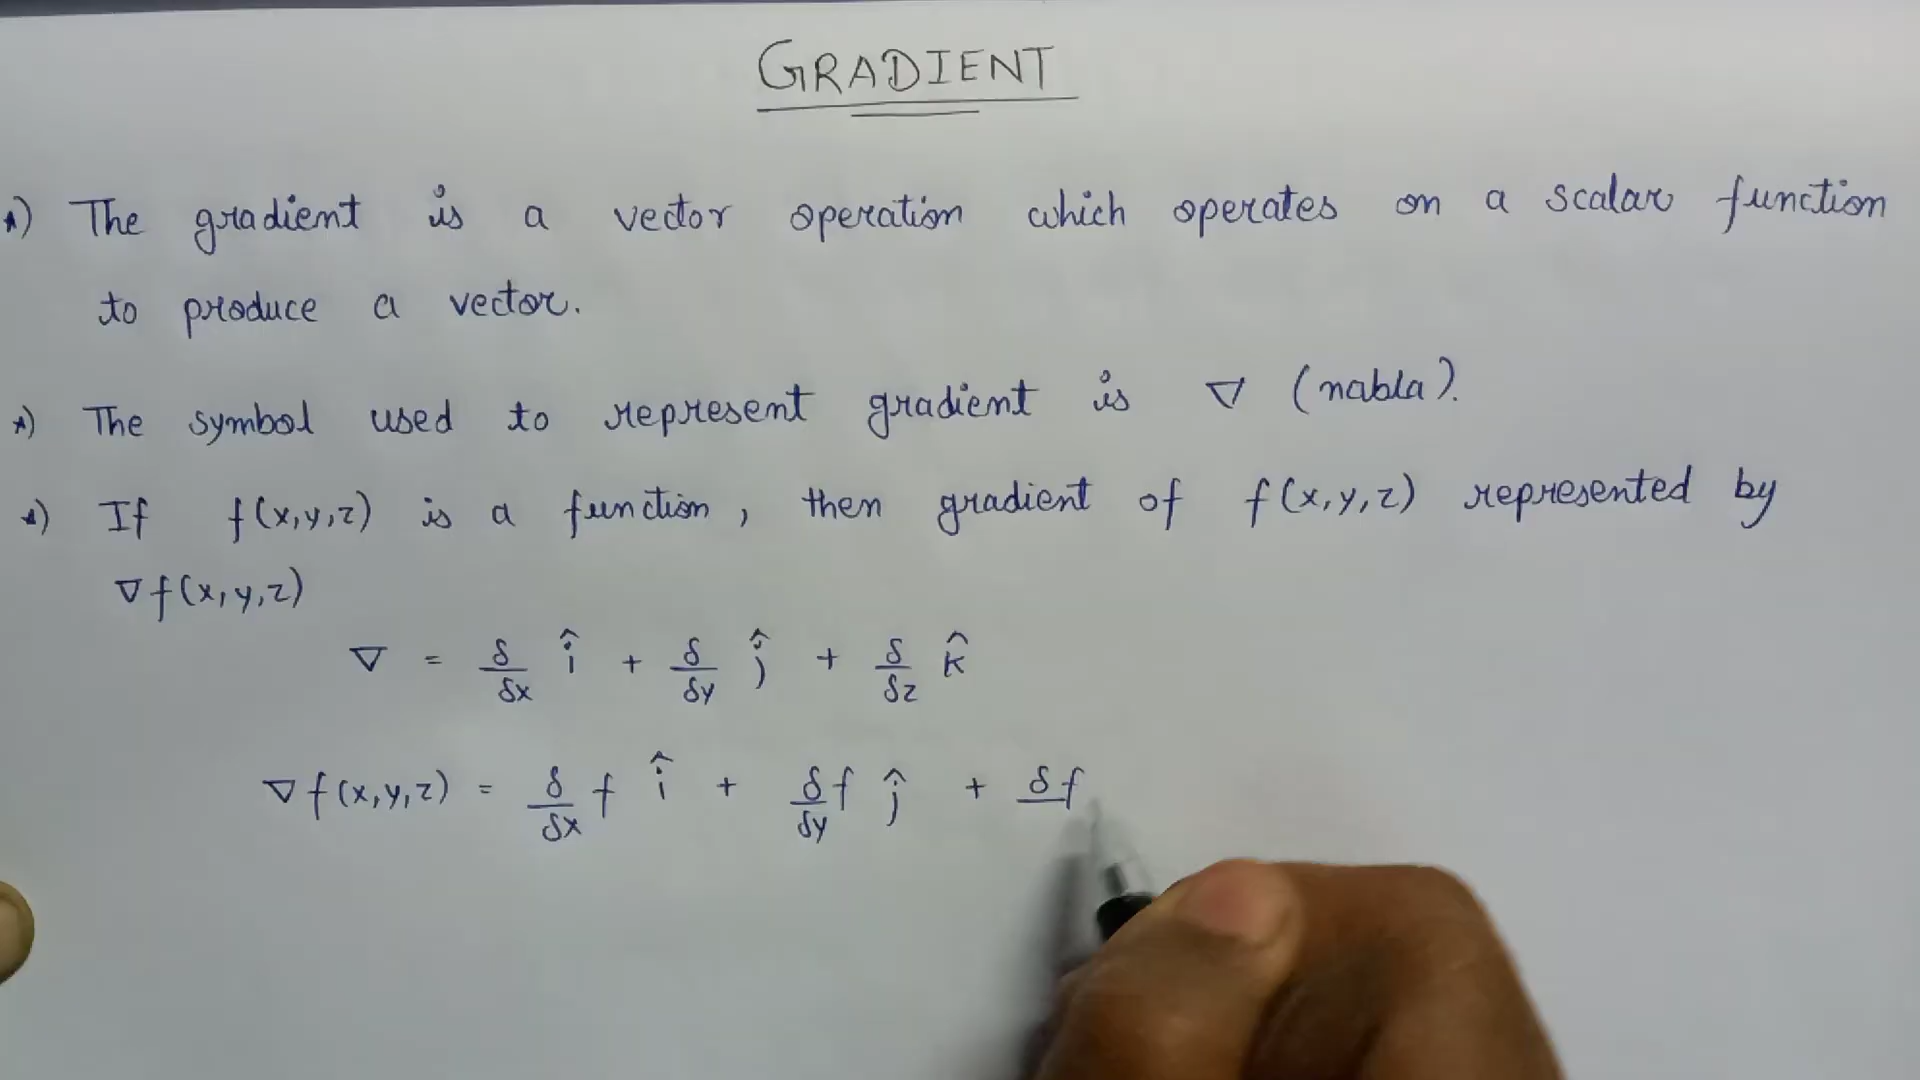 GRADIENT
*) The gradient is a vector operation which operates on a scalar function
to produce a vector.
*) The symbol used to represent gradient is ∇ (nabla).
*) If f(x,y,z) is a function, then gradient of f(x,y,z) represented by
∇f(x,y,z)
∇ = δ/δx î + δ/δy ĵ + δ/δz k̂
∇f(x,y,z) = δ/δx f î + δ/δy f ĵ + δf